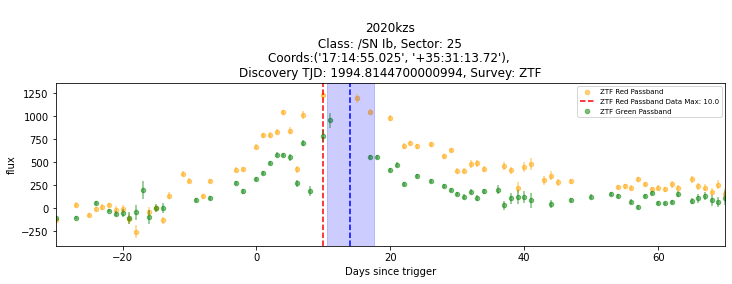 2020kzs
Class: /SN Ib, Sector: 25
Coords:('17:14:55.025', '+35:31:13.72'),
Discovery TJD: 1994.8144700000994, Survey: ZTF
ZTF Red Passband
ZTF Red Passband Data Max: 10.0
ZTF Green Passband
flux
1250
1000
750
500
250
0
−250
−20
0
20
40
60
Days since trigger